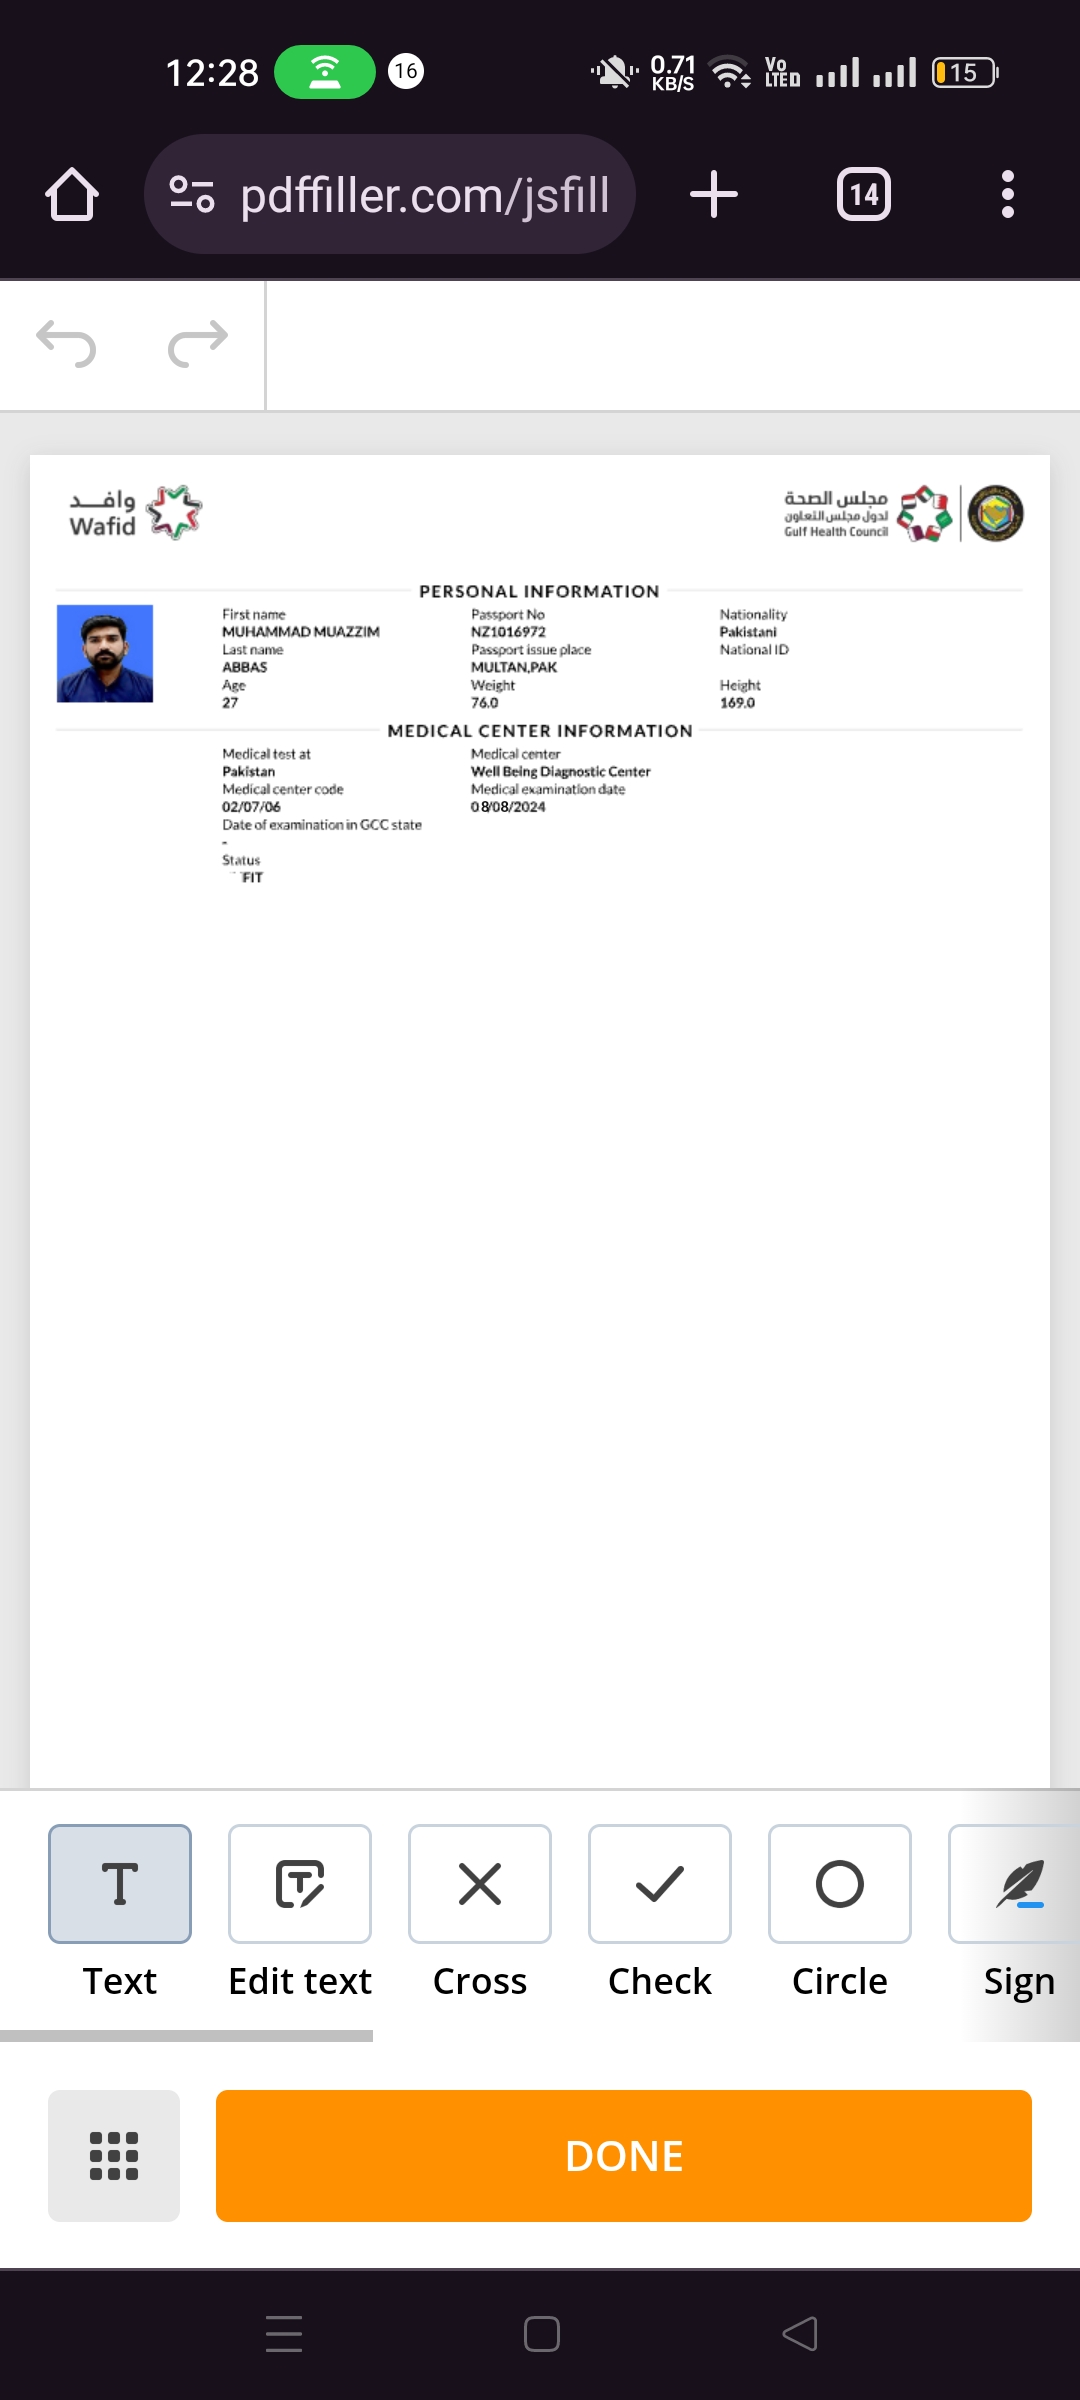 12:28
16
0.71
KB/S
Vo
LTED
15
pdffiller.com/jsfill
14
وافد
Wafid
مجلس الصحة
لدول مجلس التعاون
Gulf Health Council
PERSONAL INFORMATION
First name
Passport No
Nationality
MUHAMMAD MUAZZIM
NZ1016972
Pakistani
Last name
Passport issue place
National ID
ABBAS
MULTAN,PAK
Age
Weight
Height
27
76.0
169.0
MEDICAL CENTER INFORMATION
Medical test at
Medical center
Pakistan
Well Being Diagnostic Center
Medical center code
Medical examination date
02/07/06
08/08/2024
Date of examination in GCC state
-
Status
FIT
Text
Edit text
Cross
Check
Circle
Sign
DONE